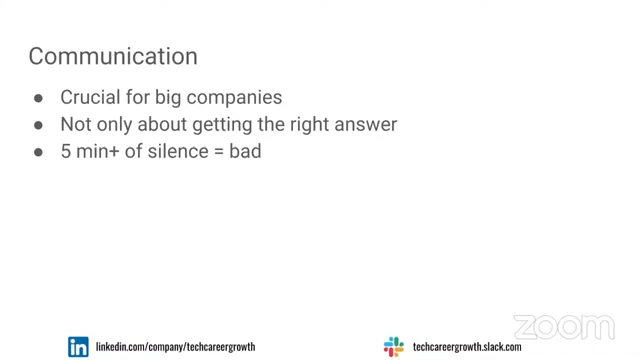 Communication
● Crucial for big companies
● Not only about getting the right answer
● 5 min+ of silence = bad
zoom
in linkedin.com/company/techcareergrowth techcareergrowth.slack.com